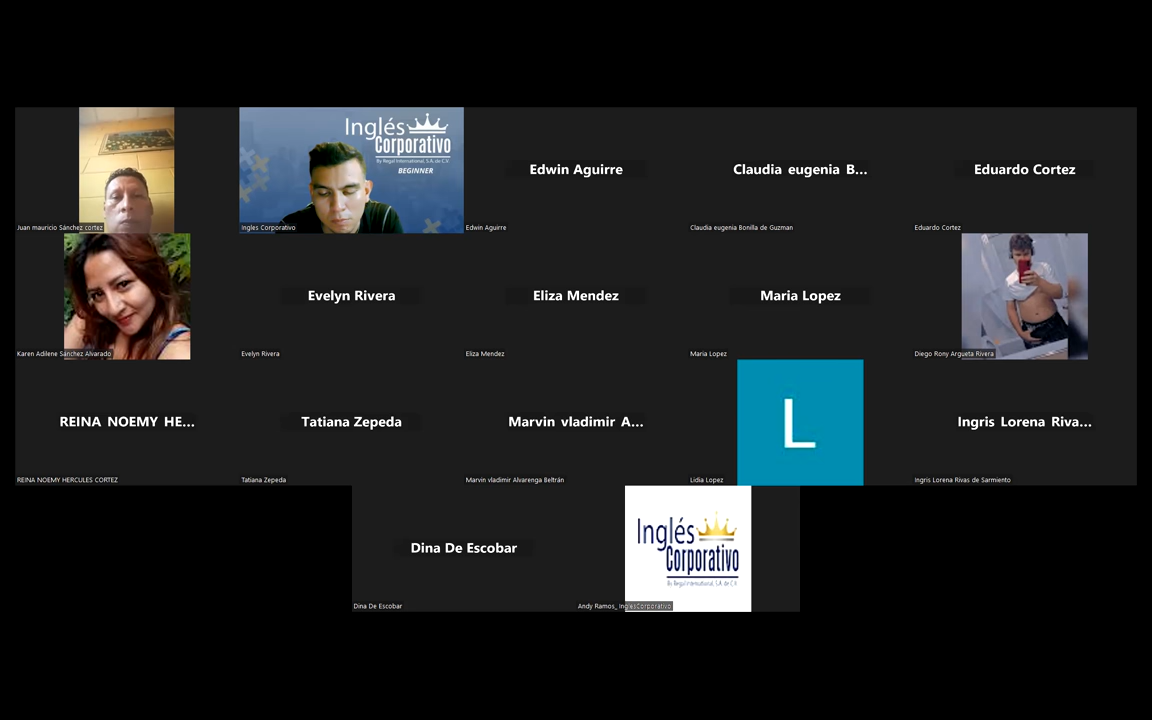 Inglés
Corporativo
By Regal International, S.A. de C.V.
BEGINNER
Edwin Aguirre
Claudia eugenia B...
Eduardo Cortez
Juan mauricio Sánchez cortez
Ingles Corporativo
Edwin Aguirre
Claudia eugenia Bonilla de Guzman
Eduardo Cortez
Evelyn Rivera
Eliza Mendez
Maria Lopez
Karen Adilene Sánchez Alvarado
Evelyn Rivera
Eliza Mendez
Maria Lopez
Diego Rony Argueta Rivera
REINA NOEMY HE...
Tatiana Zepeda
Marvin vladimir A...
L
Ingris Lorena Riva...
REINA NOEMY HERCULES CORTEZ
Tatiana Zepeda
Marvin vladimir Alvarenga Beltrán
Lidia Lopez
Ingris Lorena Rivas de Sarmiento
Dina De Escobar
Inglés
Corporativo
By Regal International, S.A. de C.V.
Dina De Escobar
Andy Ramos_ InglésCorporativo